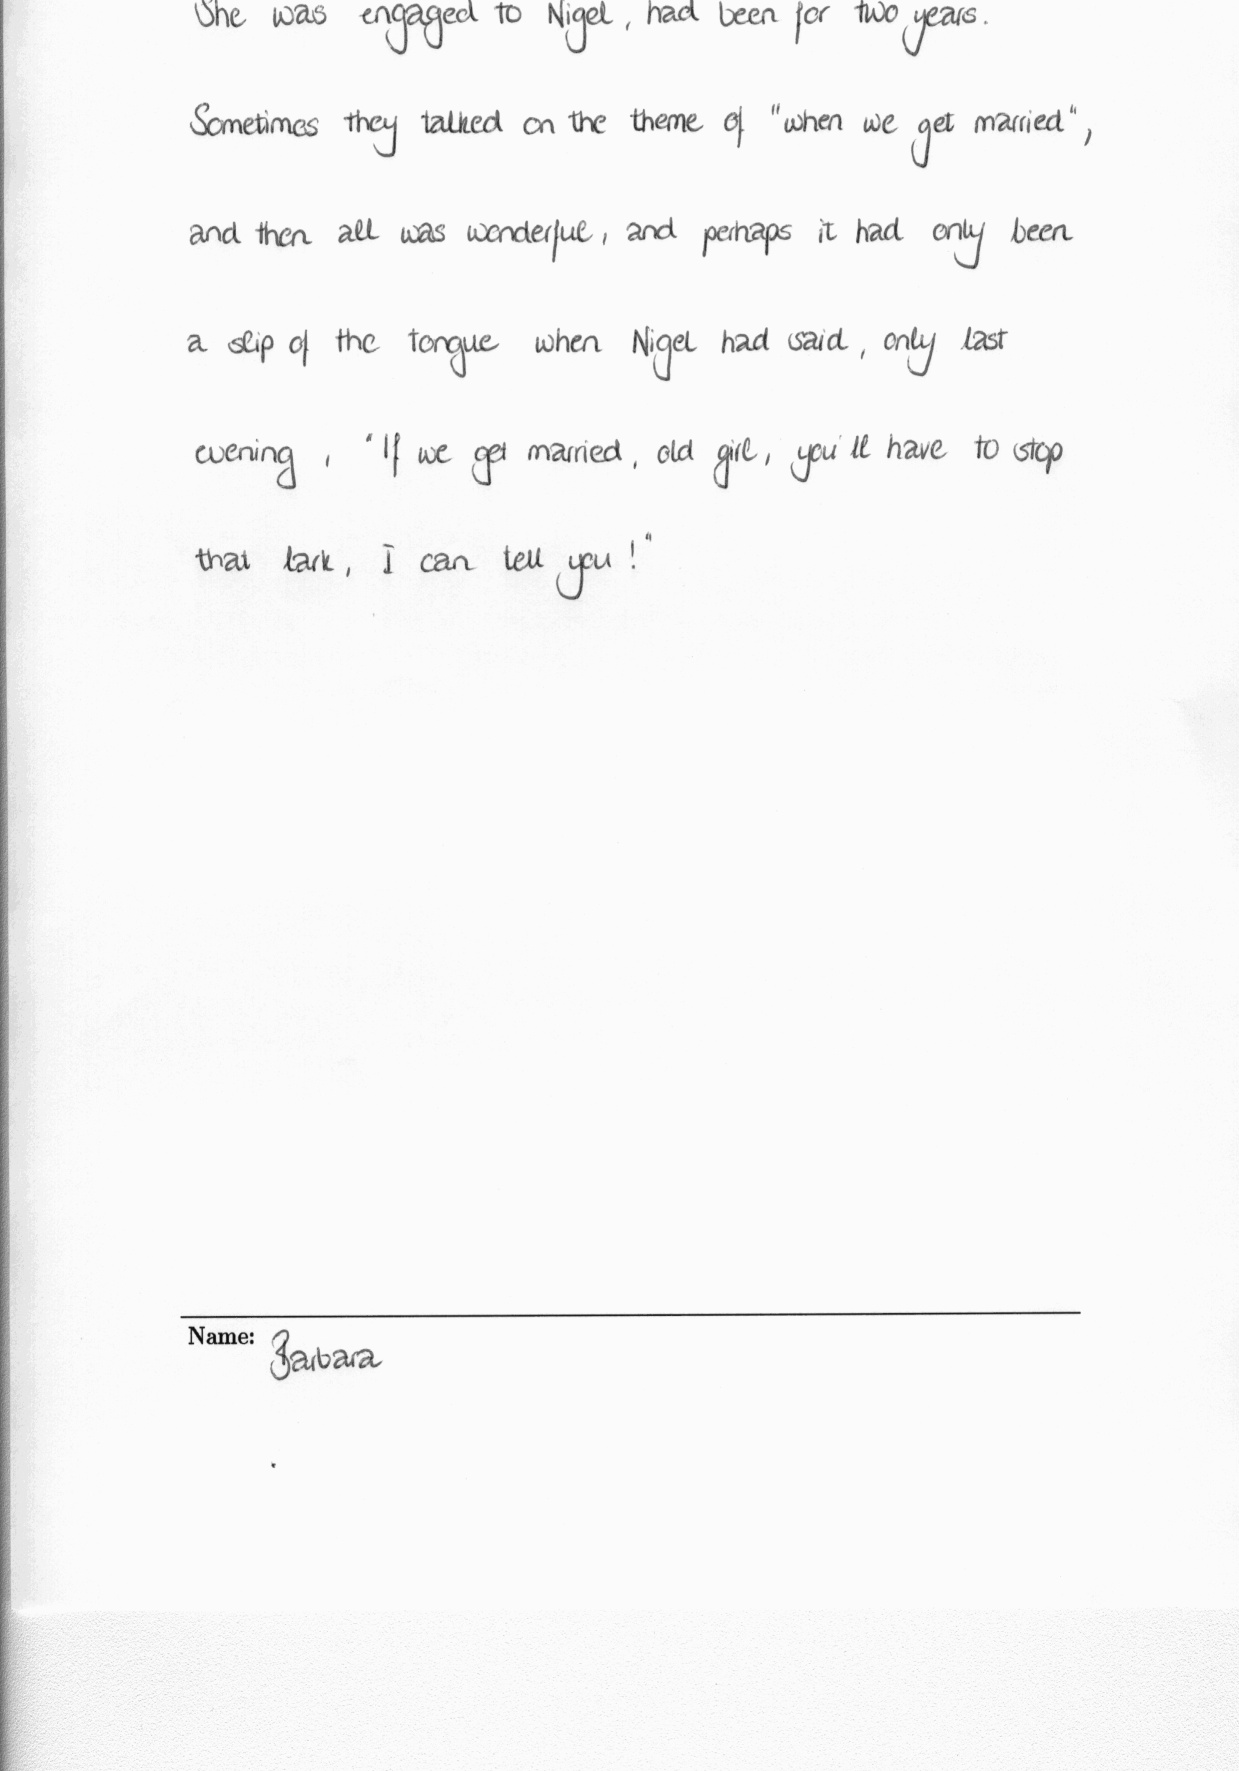 She was engaged to Nigel, had been for two years.
Sometimes they talked on the theme of "when we get married",
and then all was wonderful, and perhaps it had only been
a slip of the tongue when Nigel had said, only last
evening, "If we get married, old girl, you'll have to stop
that lark, I can tell you!"
Name: Barbara